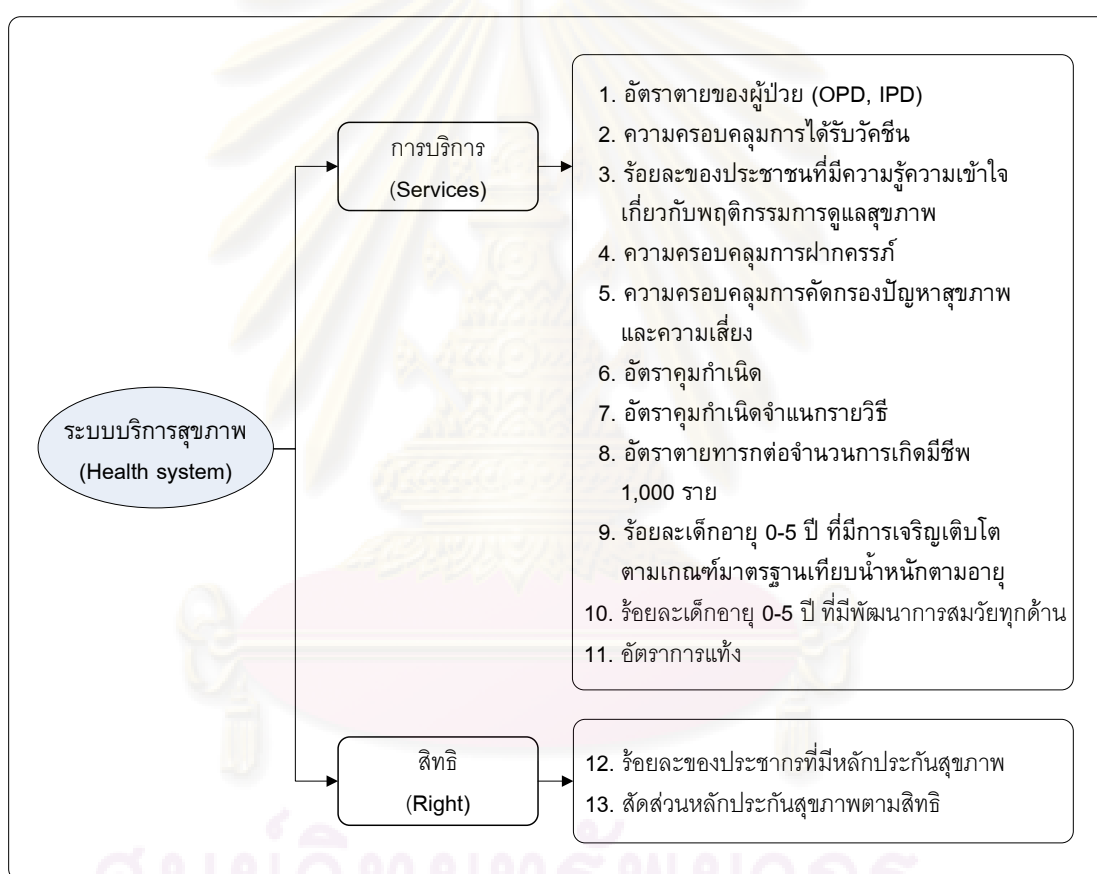 ระบบบริการสุขภาพ
(Health system)
การบริการ
(Services)
1. อัตราตายของผู้ป่วย (OPD, IPD)
2. ความครอบคลุมการได้รับวัคซีน
3. ร้อยละของประชาชนที่มีความรู้ความเข้าใจ
เกี่ยวกับพฤติกรรมการดูแลสุขภาพ
4. ความครอบคลุมการฝากครรภ์
5. ความครอบคลุมการคัดกรองปัญหาสุขภาพ
และความเสี่ยง
6. อัตราคุมกำเนิด
7. อัตราคุมกำเนิดจำแนกรายวิธี
8. อัตราตายทารกต่อจำนวนการเกิดมีชีพ
1,000 ราย
9. ร้อยละเด็กอายุ 0-5 ปี ที่มีการเจริญเติบโต
ตามเกณฑ์มาตรฐานเทียบน้ำหนักตามอายุ
10. ร้อยละเด็กอายุ 0-5 ปี ที่มีพัฒนาการสมวัยทุกด้าน
11. อัตราการแท้ง
สิทธิ
(Right)
12. ร้อยละของประชากรที่มีหลักประกันสุขภาพ
13. สัดส่วนหลักประกันสุขภาพตามสิทธิ
ศูนย์วิทยทรัพยากร